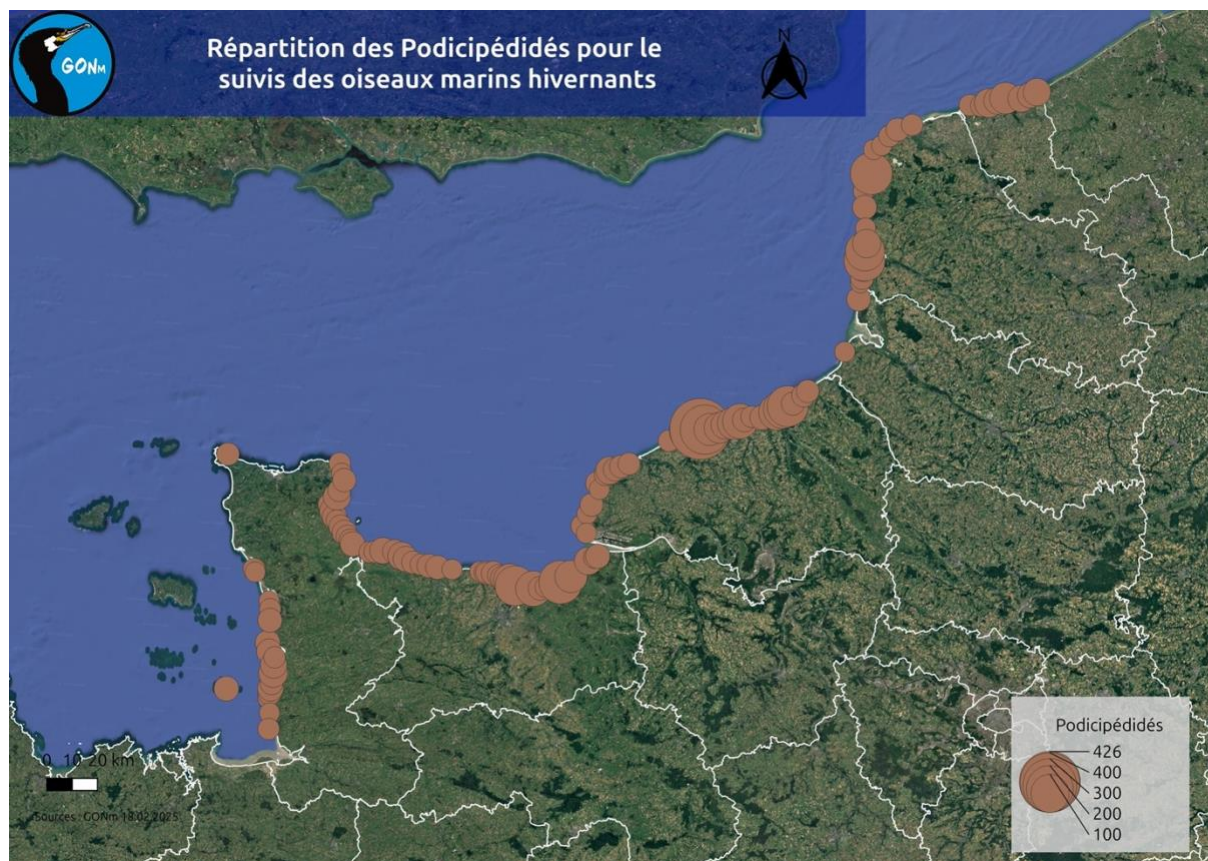 GONm
Répartition des Podicipédidés pour le
suivis des oiseaux marins hivernants
N
Podicipédidés
426
400
300
200
100
0 10 20 km
Sources : GONm 18.02.2025